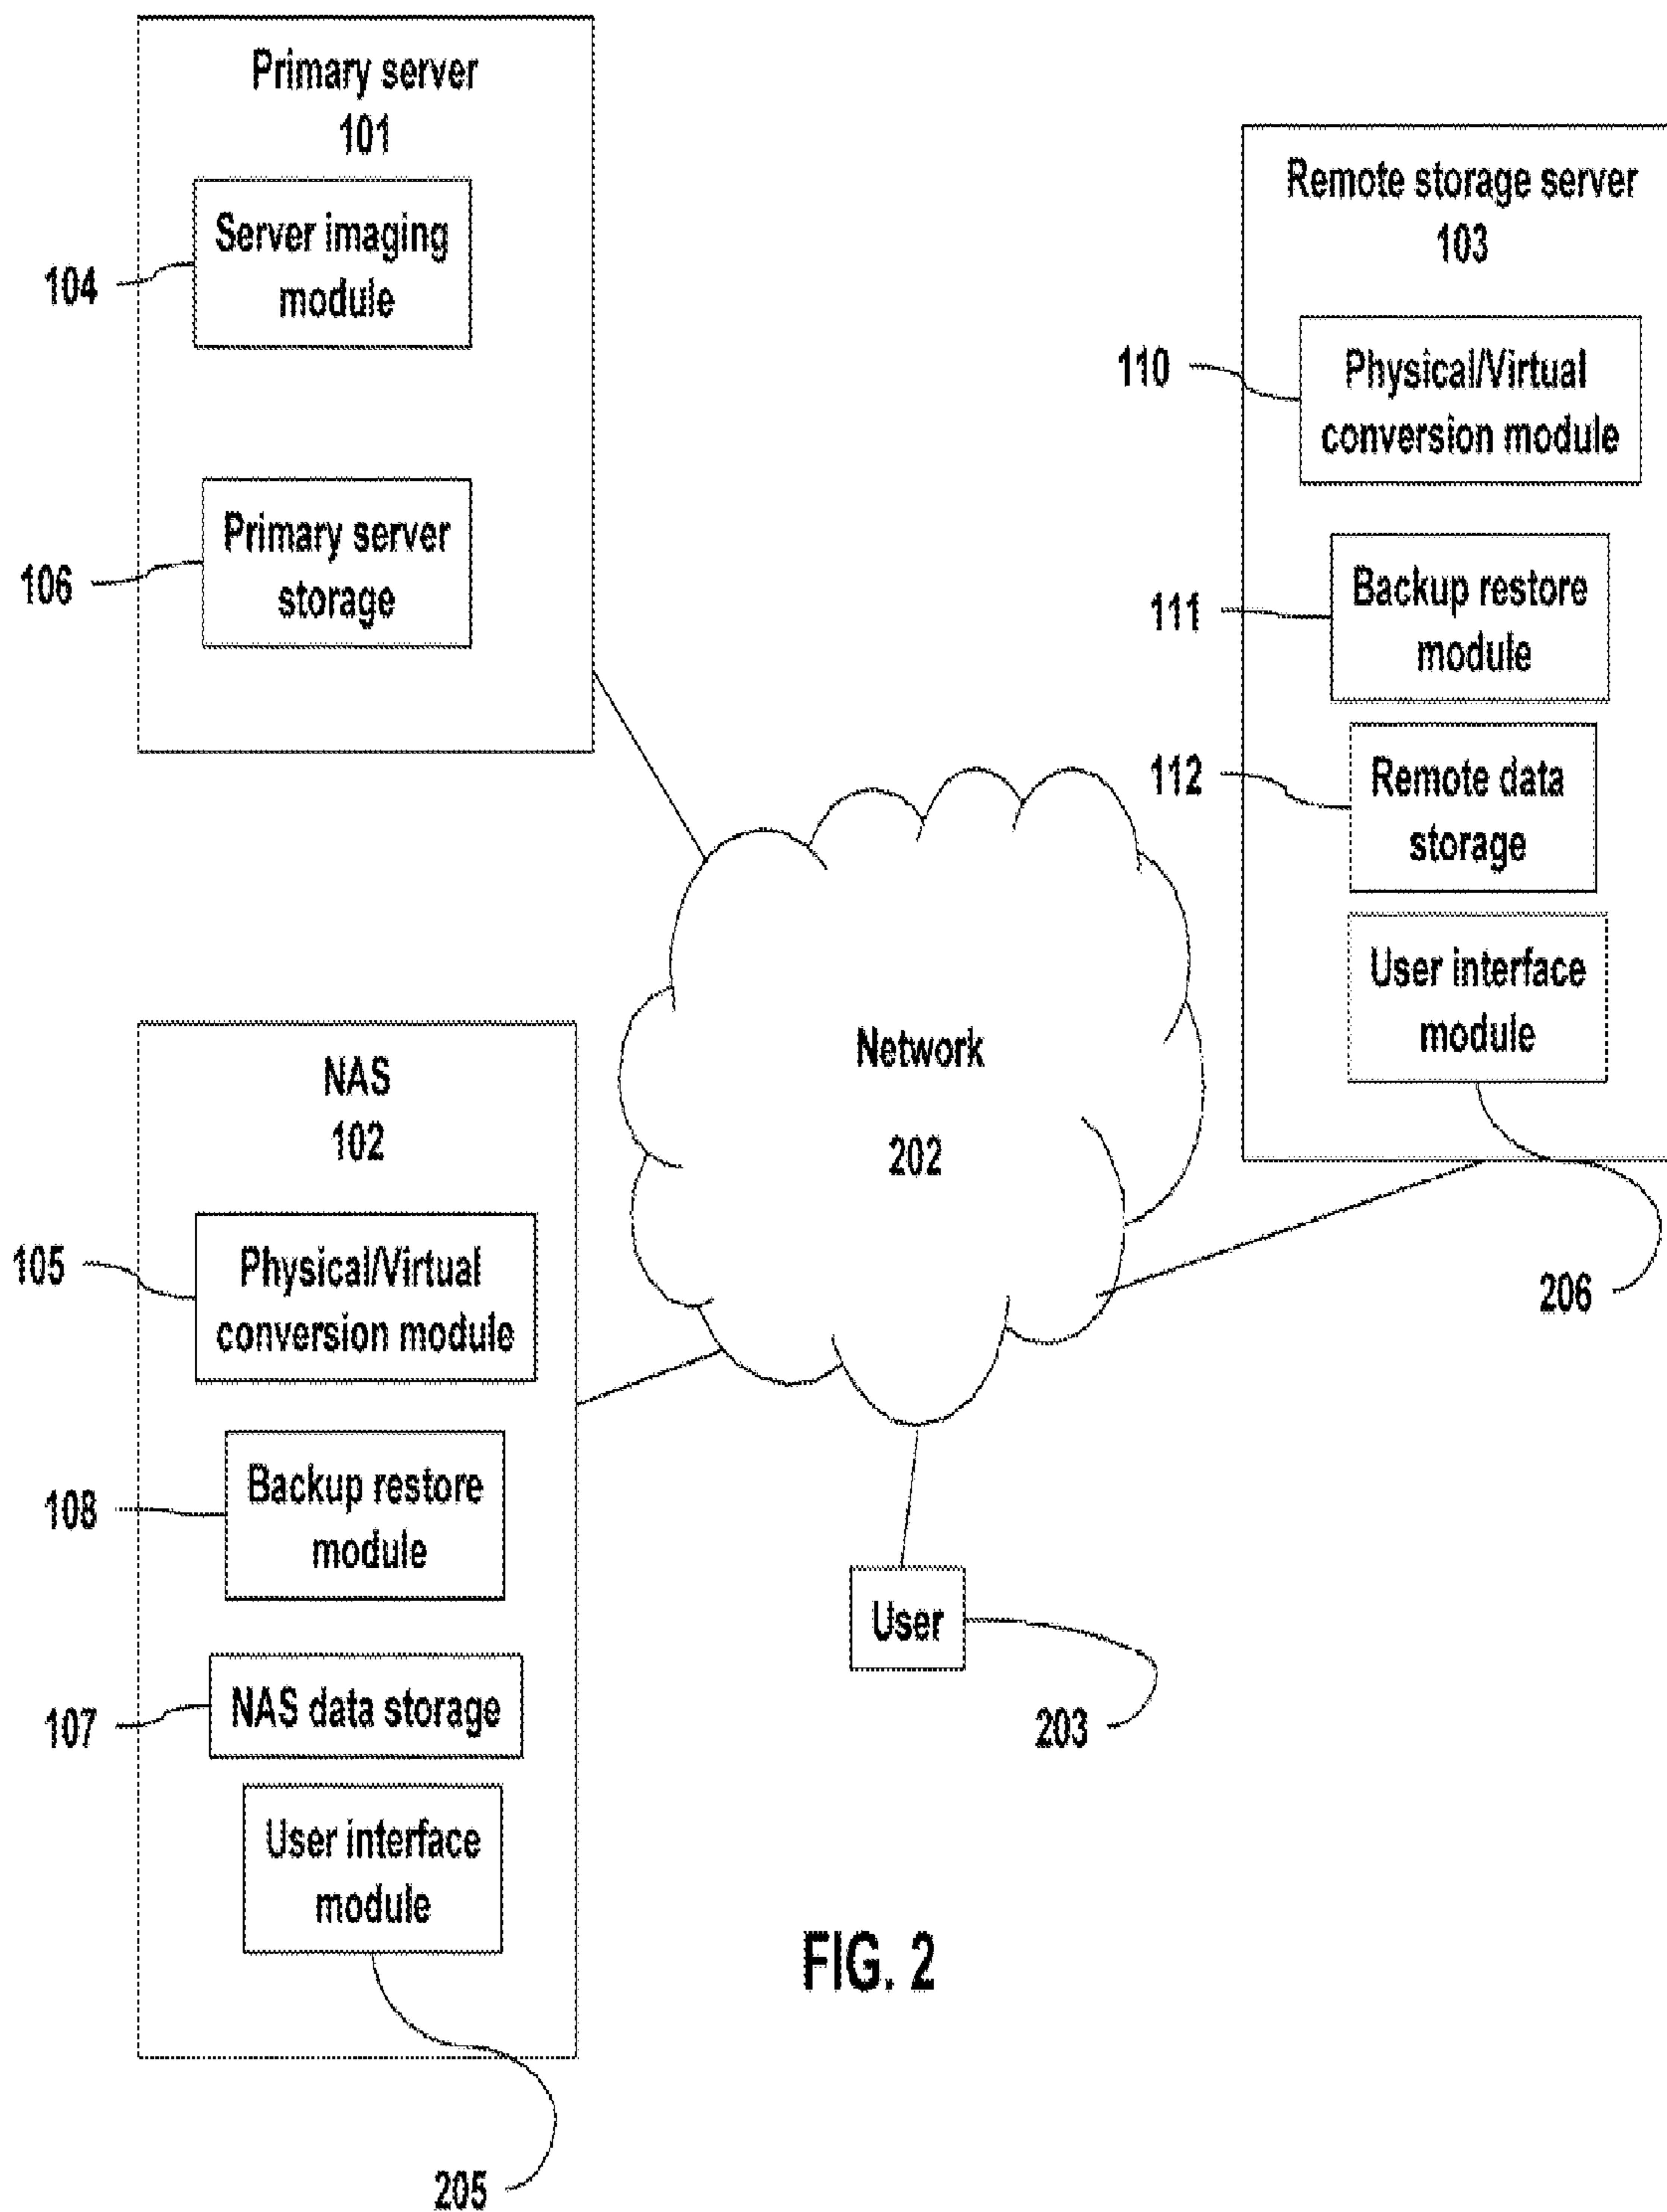 Primary server
101
Server imaging
module
104
Primary server
storage
106
Remote storage server
103
Physical/Virtual
conversion module
110
Backup restore
module
111
Remote data
storage
112
User interface
module
206
Network
202
NAS
102
Physical/Virtual
conversion module
105
Backup restore
module
108
NAS data storage
107
User interface
module
205
User
203
FIG. 2